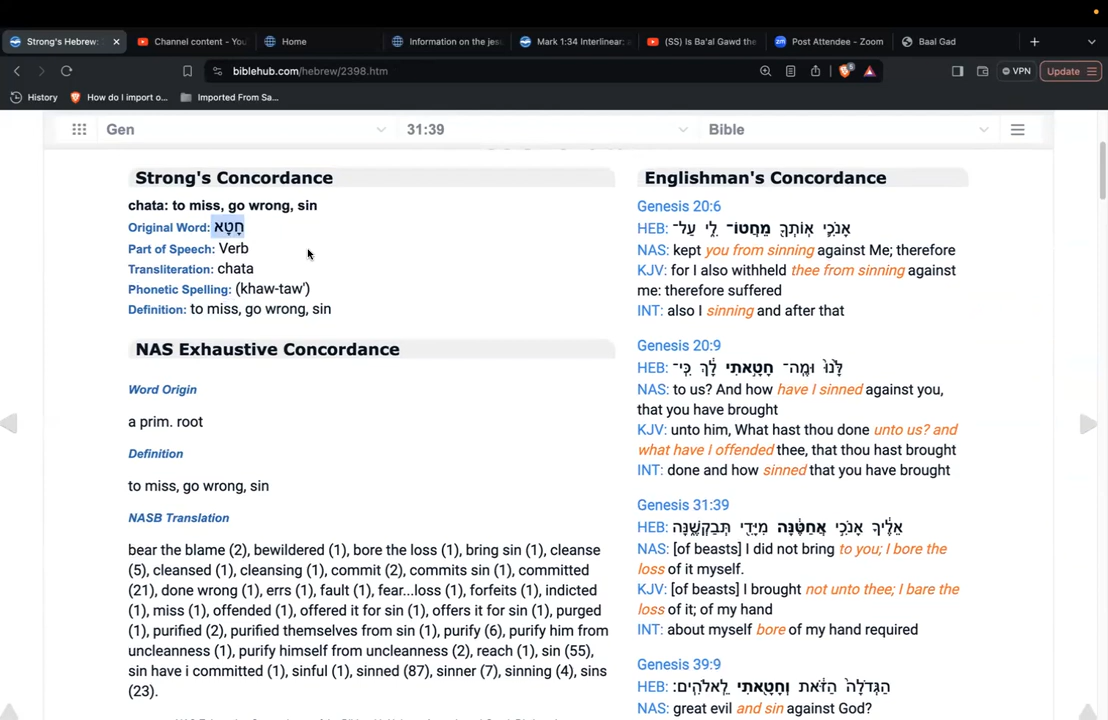 Strong's Hebrew:
Channel content - You
Home
Information on the jes
Mark 1:34 Interlinear: a
(SS) Is Ba'al Gawd the
Post Attendee - Zoom
Baal Gad
biblehub.com/hebrew/2398.htm
VPN
Update
History
How do I import o...
Imported From Sa...
Gen
31:39
Bible
Strong's Concordance
chata: to miss, go wrong, sin
Original Word: חָטָא
Part of Speech: Verb
Transliteration: chata
Phonetic Spelling: (khaw-taw')
Definition: to miss, go wrong, sin
NAS Exhaustive Concordance
Word Origin
a prim. root
Definition
to miss, go wrong, sin
NASB Translation
bear the blame (2), bewildered (1), bore the loss (1), bring sin (1), cleanse
(5), cleansed (1), cleansing (1), commit (2), commits sin (1), committed
(21), done wrong (1), errs (1), fault (1), fear...loss (1), forfeits (1), indicted
(1), miss (1), offended (1), offered it for sin (1), offers it for sin (1), purged
(1), purified (2), purified themselves from sin (1), purify (6), purify him from
uncleanness (1), purify himself from uncleanness (2), reach (1), sin (55),
sin have i committed (1), sinful (1), sinned (87), sinner (7), sinning (4), sins
(23).
Englishman's Concordance
Genesis 20:6
HEB: אָנֹכִ֛י אֽוֹתְךָ֖ מֵחֲטוֹ־ לִ֑י עַל־
NAS: kept you from sinning against Me; therefore
KJV: for I also withheld thee from sinning against
me: therefore suffered
INT: also I sinning and after that
Genesis 20:9
HEB: לָּ֙נוּ֙ וּמֶֽה־ חָטָ֣אתִי לָ֔ךְ כִּֽי־
NAS: to us? And how have I sinned against you,
that you have brought
KJV: unto him, What hast thou done unto us? and
what have I offended thee, that thou hast brought
INT: done and how sinned that you have brought
Genesis 31:39
HEB: אֵלֶ֔יךָ אָנֹכִ֣י אֲחַטֶּ֔נָּה מִיָּדִ֖י תְּבַקְשֶׁ֑נָּה
NAS: [of beasts] I did not bring to you; I bore the
loss of it myself.
KJV: [of beasts] I brought not unto thee; I bare the
loss of it; of my hand
INT: about myself bore of my hand required
Genesis 39:9
HEB: הַגְּדֹלָה֙ הַזֹּ֔את וְחָטָ֖אתִי לֵֽאלֹהִֽים׃
NAS: great evil and sin against God?